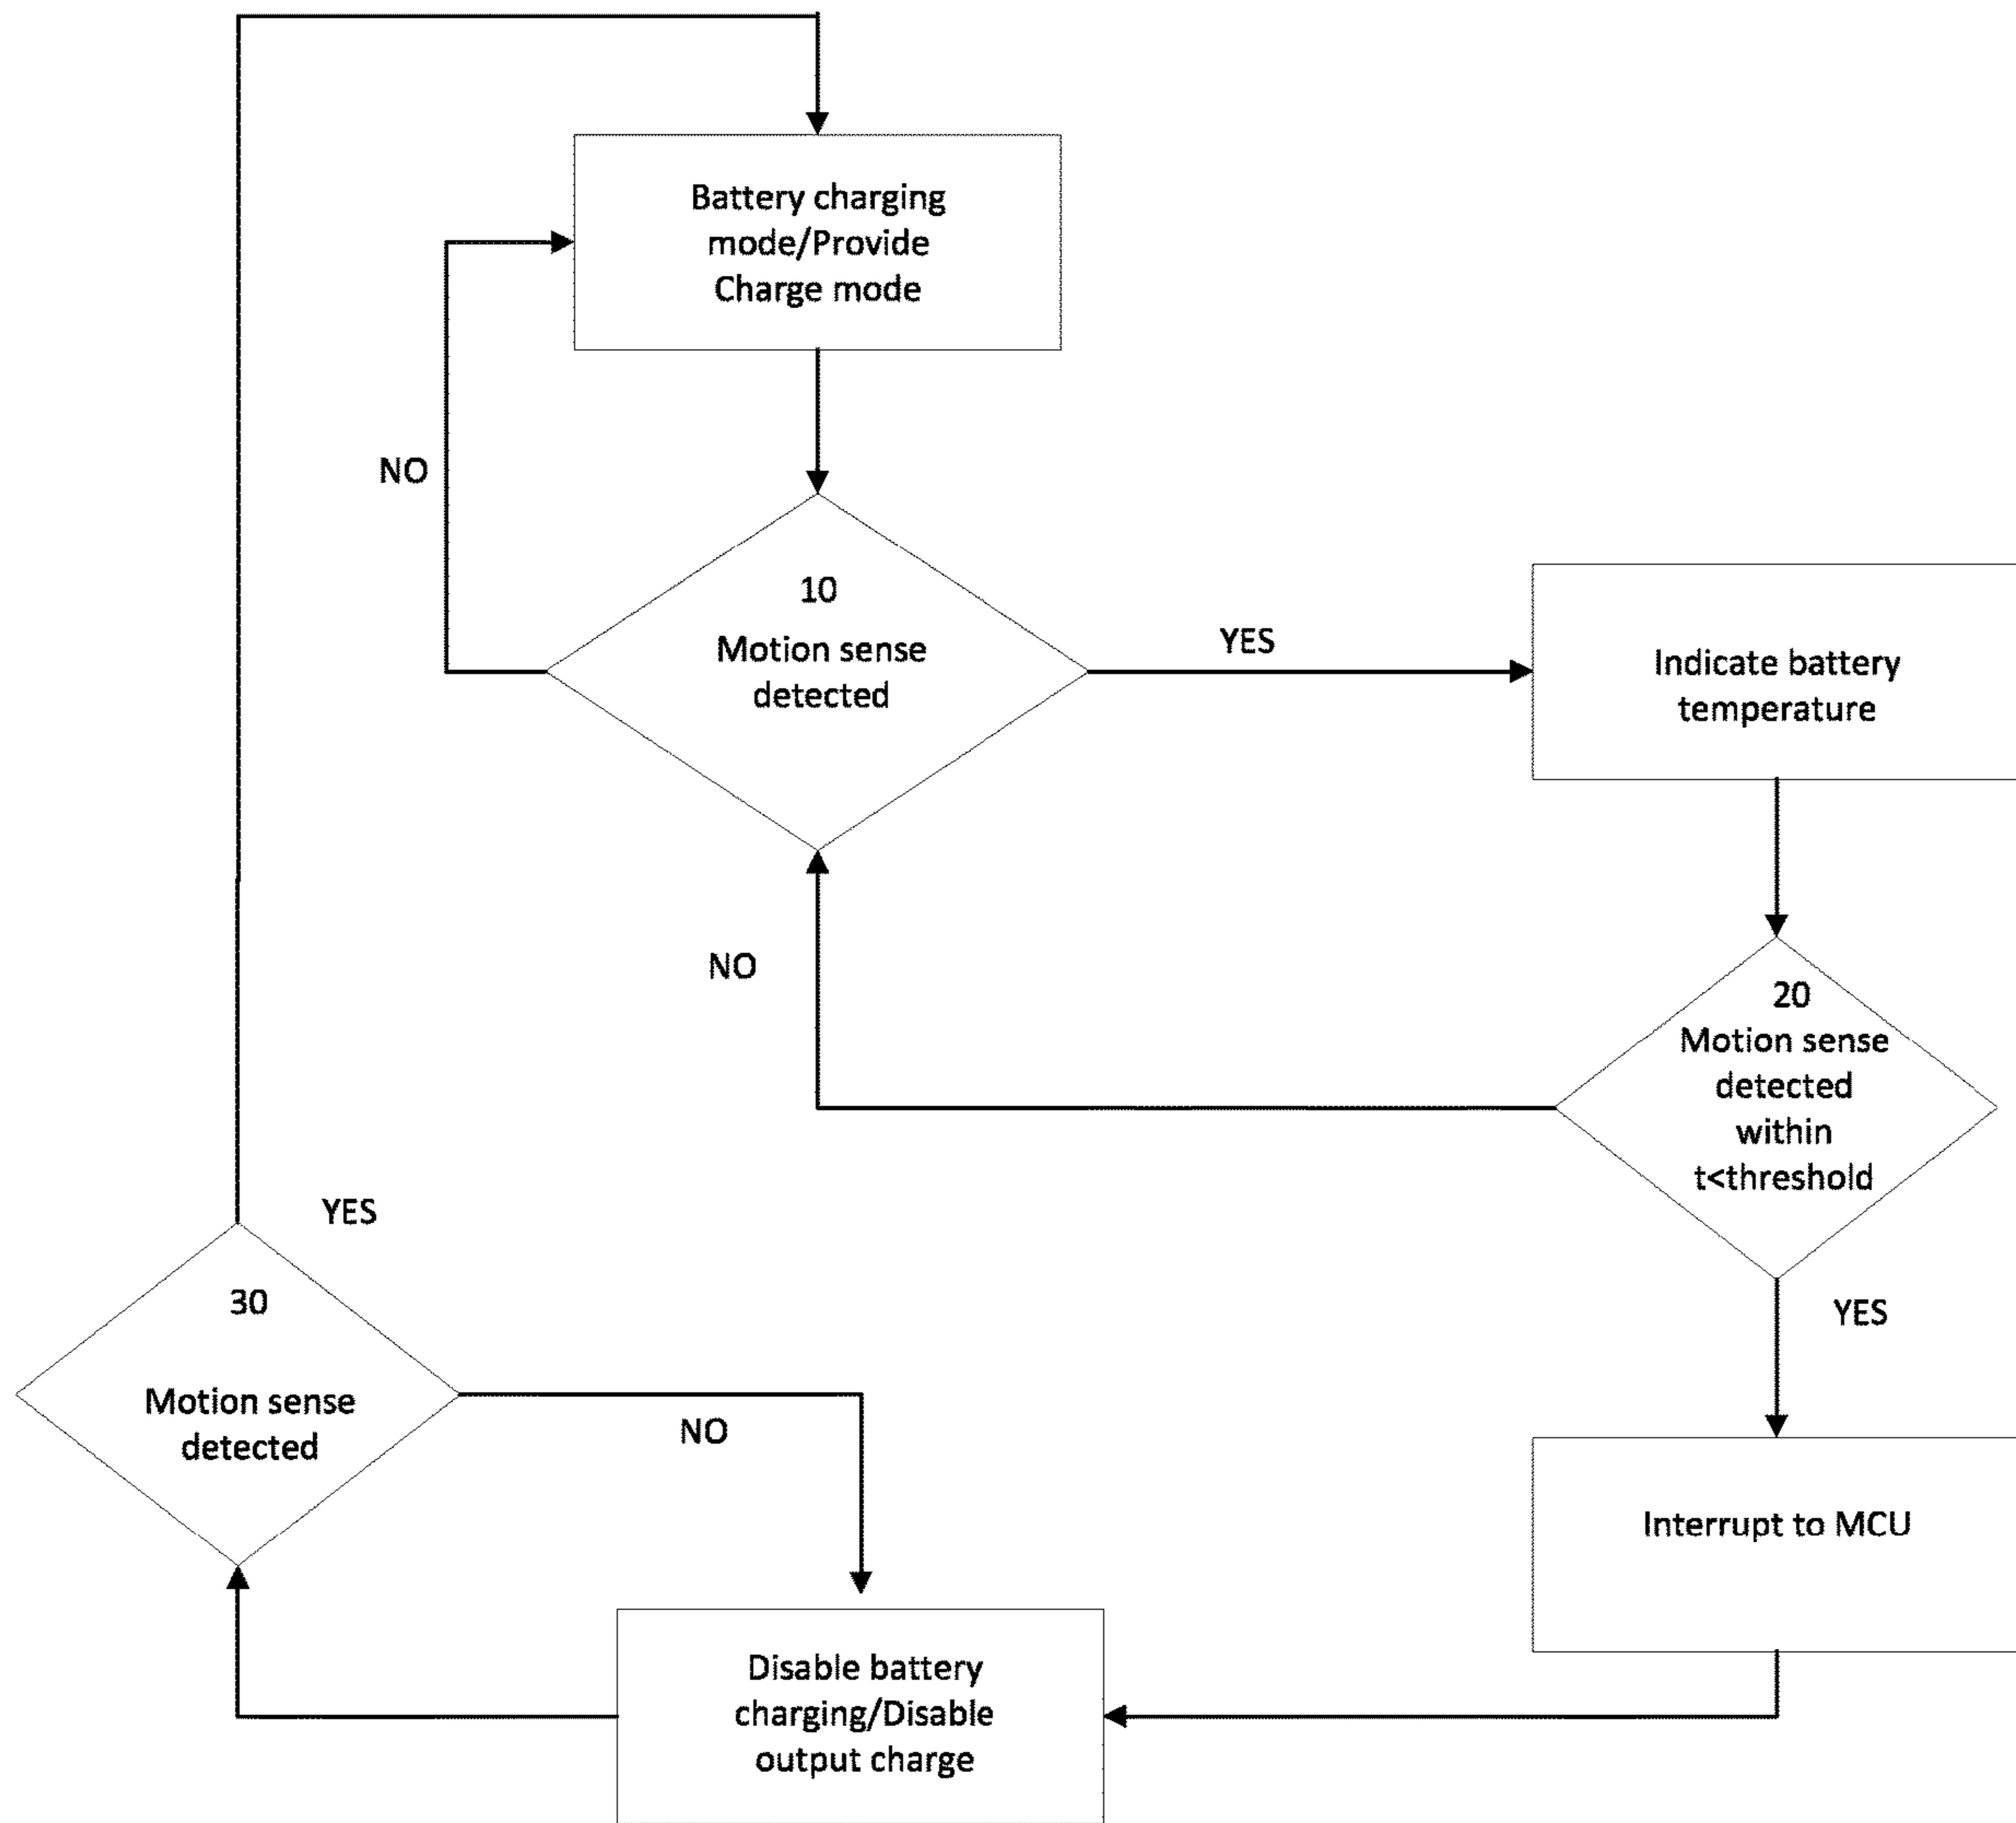 Battery charging
mode/Provide
Charge mode
NO
10
Motion sense
detected
YES
Indicate battery
temperature
NO
20
Motion sense
detected
within
t<threshold
YES
YES
30
Motion sense
detected
NO
Interrupt to MCU
Disable battery
charging/Disable
output charge